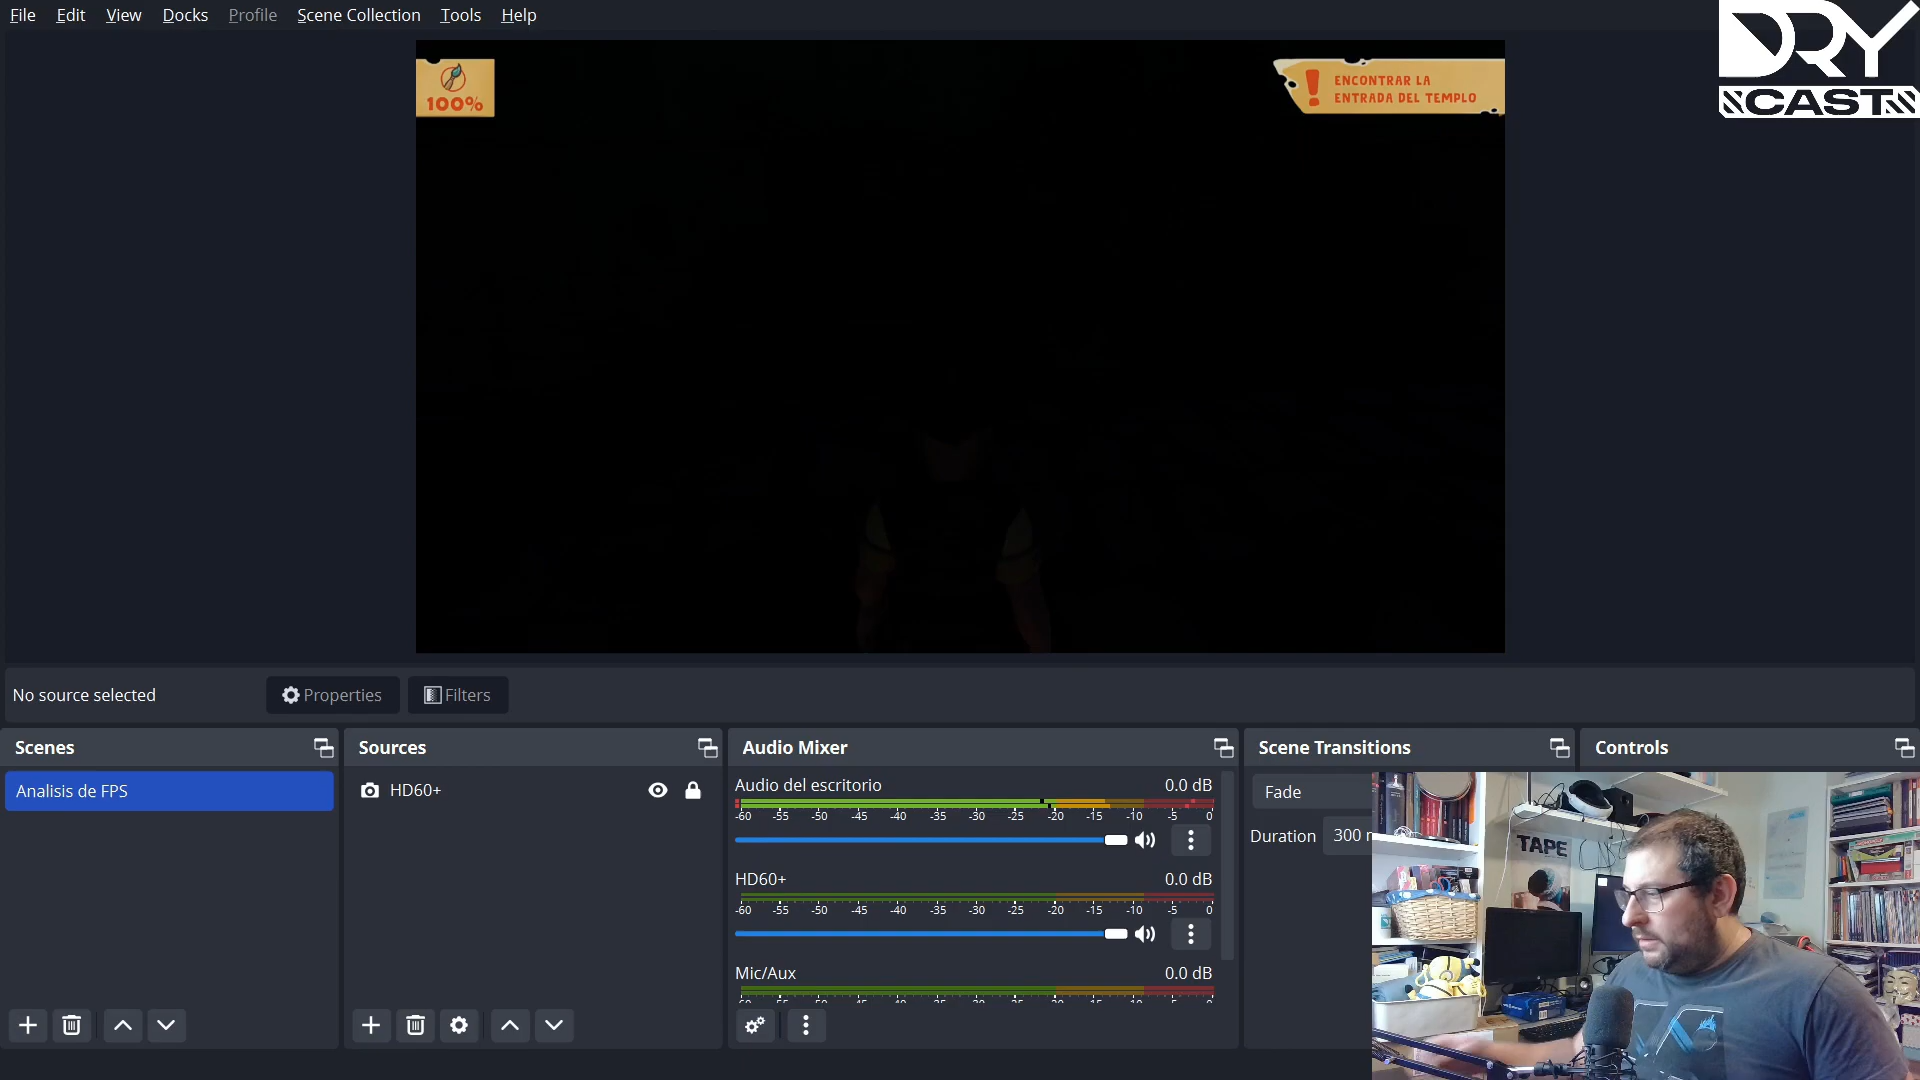 File Edit View Docks Profile Scene Collection Tools Help
DRY
CAST
100%
ENCONTRAR LA
ENTRADA DEL TEMPLO
No source selected
Properties
Filters
Scenes
Analisis de FPS
Sources
HD60+
Audio Mixer
Audio del escritorio 0.0 dB
-60 -55 -50 -45 -40 -35 -30 -25 -20 -15 -10 -5 0
HD60+ 0.0 dB
-60 -55 -50 -45 -40 -35 -30 -25 -20 -15 -10 -5 0
Mic/Aux 0.0 dB
Scene Transitions
Fade
Duration 300
Controls
TAPE